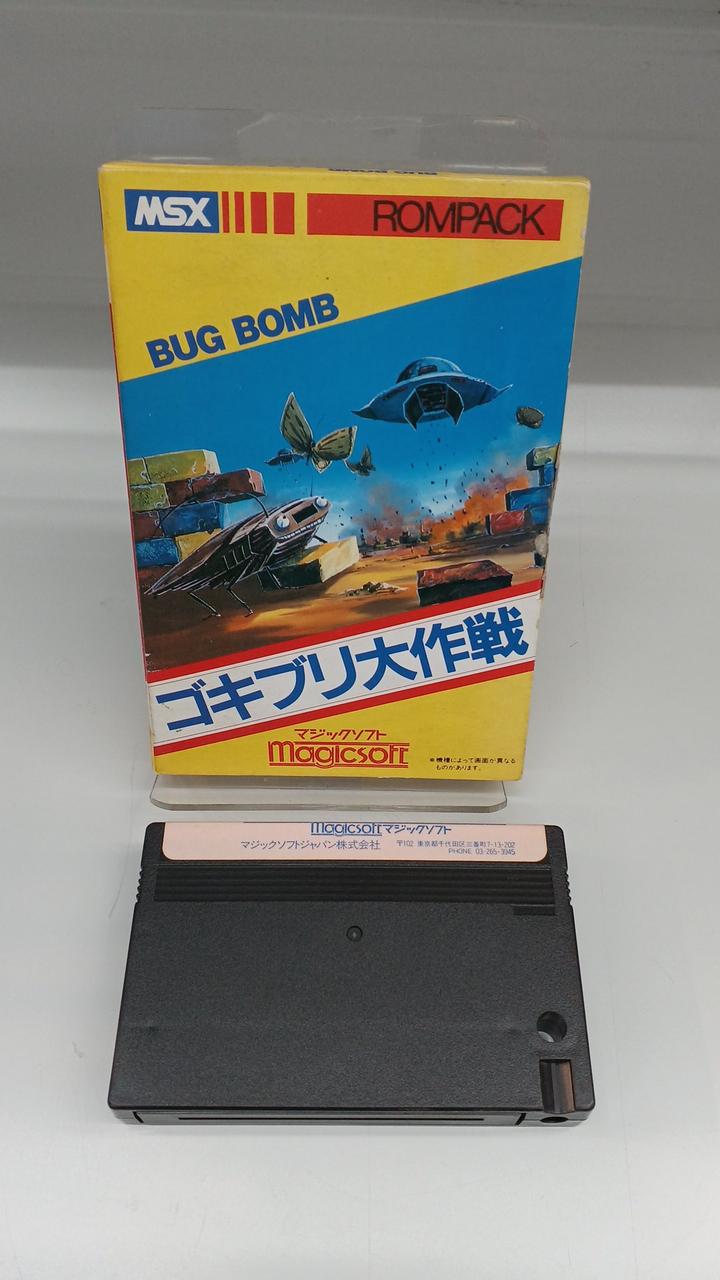 BUG BOMB
MSX ROMPACK
BUG BOMB
ゴキブリ大作戦
マジックソフト
magicsoft
※機種によって画面が異なる
ものがあります。
magicsoft マジックソフト
マジックソフトジャパン株式会社 〒102 東京都千代田区三番町7-13-202
PHONE 03-265-3945